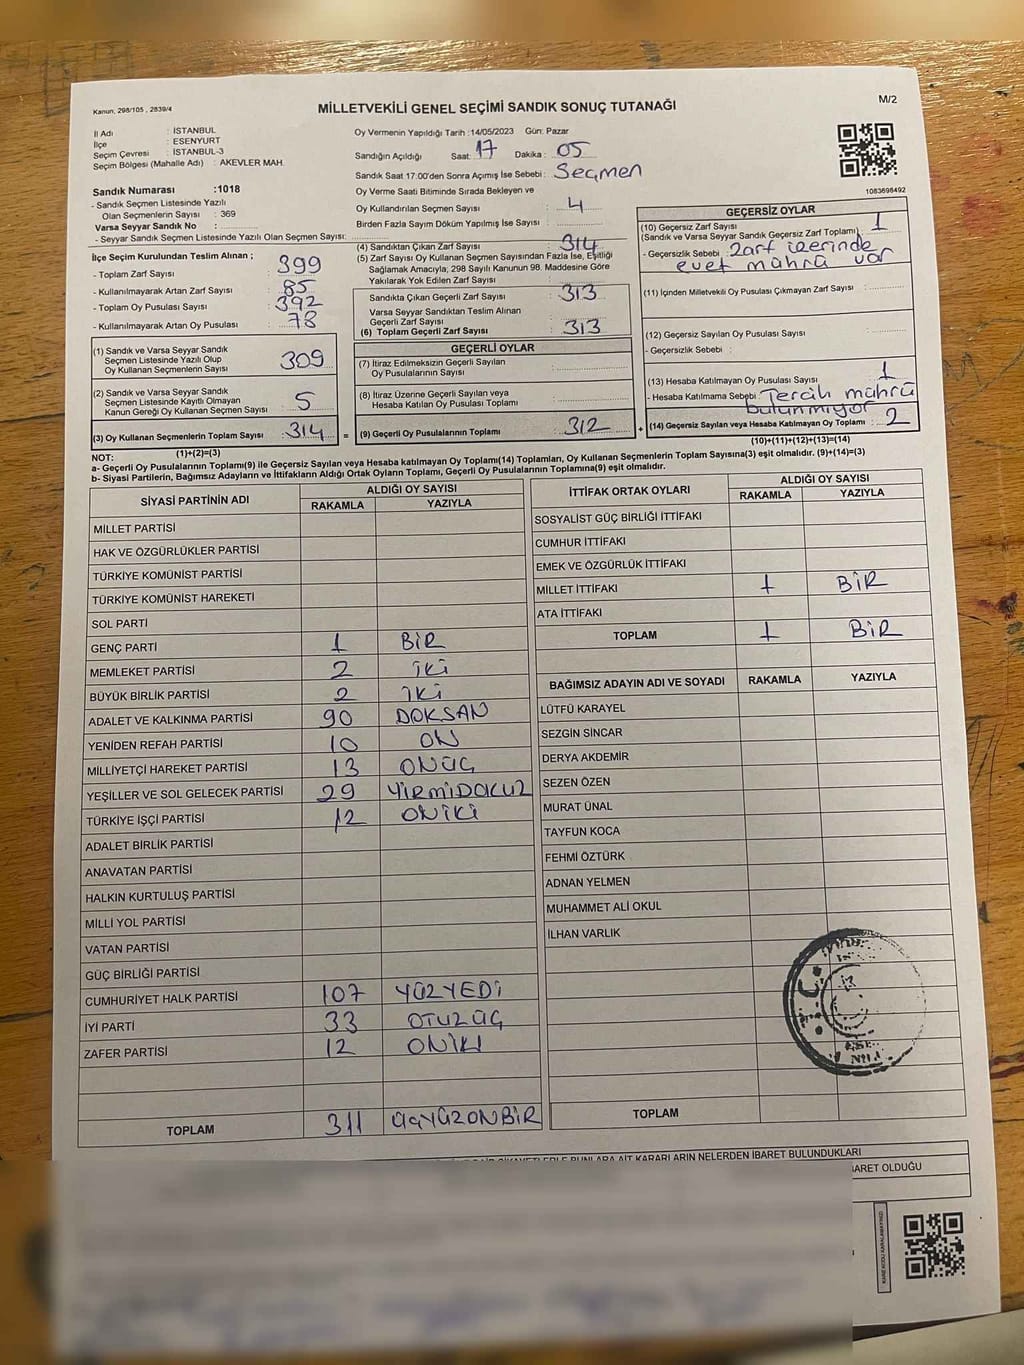 Kanun, 298/105 , 2839/4
MİLLETVEKİLİ GENEL SEÇİMİ SANDIK SONUÇ TUTANAĞI
M/2
İl Adı : İSTANBUL
İlçe : ESENYURT
Seçim Çevresi : İSTANBUL-3
Seçim Bölgesi (Mahalle Adı) : AKEVLER MAH.
Sandık Numarası :1018
- Sandık Seçmen Listesinde Yazılı
Olan Seçmenlerin Sayısı : 369
Varsa Seyyar Sandık No :
- Seyyar Sandık Seçmen Listesinde Yazılı Olan Seçmen Sayısı:
Oy Vermenin Yapıldığı Tarih :14/05/2023 Gün: Pazar
Sandığın Açıldığı Saat: 17 Dakika : 05
Sandık Saat 17:00'den Sonra Açımış İse Sebebi : Seçmen
Oy Verme Saati Bitiminde Sırada Bekleyen ve
Oy Kullandırılan Seçmen Sayısı : 4
Birden Fazla Sayım Döküm Yapılmış İse Sayısı :
1083698492
İlçe Seçim Kurulundan Teslim Alınan ;
- Toplam Zarf Sayısı : 399
- Kullanılmayarak Artan Zarf Sayısı : 85
- Toplam Oy Pusulası Sayısı : 392
- Kullanılmayarak Artan Oy Pusulası : 78
(1) Sandık ve Varsa Seyyar Sandık
Seçmen Listesinde Yazılı Olup
Oy Kullanan Seçmenlerin Sayısı : 309
(2) Sandık ve Varsa Seyyar Sandık
Seçmen Listesinde Kayıtlı Olmayan
Kanun Gereği Oy Kullanan Seçmen Sayısı : 5
(3) Oy Kullanan Seçmenlerin Toplam Sayısı : 314
(1)+(2)=(3)
(4) Sandıktan Çıkan Zarf Sayısı : 314
(5) Zarf Sayısı Oy Kullanan Seçmen Sayısından Fazla İse, Eşitliği
Sağlamak Amacıyla, 298 Sayılı Kanunun 98. Maddesine Göre
Yakılarak Yok Edilen Zarf Sayısı :
Sandıkta Çıkan Geçerli Zarf Sayısı : 313
Varsa Seyyar Sandıktan Teslim Alınan
Geçerli Zarf Sayısı :
(6) Toplam Geçerli Zarf Sayısı : 313
GEÇERLİ OYLAR
(7) İtiraz Edilmeksizin Geçerli Sayılan
Oy Pusulalarının Sayısı :
(8) İtiraz Üzerine Geçerli Sayılan veya
Hesaba Katılan Oy Pusulası Toplamı :
= (9) Geçerli Oy Pusulalarının Toplamı : 312
GEÇERSİZ OYLAR
(10) Geçersiz Zarf Sayısı : 1
(Sandık ve Varsa Seyyar Sandık Geçersiz Zarf Toplamı)
- Geçersizlik Sebebi : Zarf üzerinde
evet mührü var
(11) İçinden Milletvekili Oy Pusulası Çıkmayan Zarf Sayısı :
(12) Geçersiz Sayılan Oy Pusulası Sayısı :
- Geçersizlik Sebebi :
(13) Hesaba Katılmayan Oy Pusulası Sayısı : 1
- Hesaba Katılmama Sebebi : Tercih mührü
bulunmıyor
+ (14) Geçersiz Sayılan veya Hesaba Katılmayan Oy Toplamı : 2
(10)+(11)+(12)+(13)=(14)
NOT:
a- Geçerli Oy Pusulalarının Toplamı(9) ile Geçersiz Sayılan veya Hesaba Katılmayan Oy Toplamı(14) Toplamları, Oy Kullanan Seçmenlerin Toplam Sayısına(3) eşit olmalıdır. (9)+(14)=(3)
b- Siyasi Partilerin, Bağımsız Adayların ve İttifakların Aldığı Ortak Oyların Toplamı, Geçerli Oy Pusulalarının Toplamına(9) eşit olmalıdır.
SİYASİ PARTİNİN ADI
ALDIĞI OY SAYISI
RAKAMLA YAZIYLA
MİLLET PARTİSİ
HAK VE ÖZGÜRLÜKLER PARTİSİ
TÜRKİYE KOMÜNİST PARTİSİ
TÜRKİYE KOMÜNİST HAREKETİ
SOL PARTİ
GENÇ PARTİ 1 BİR
MEMLEKET PARTİSİ 2 İKİ
BÜYÜK BİRLİK PARTİSİ 2 İKİ
ADALET VE KALKINMA PARTİSİ 90 DOKSAN
YENİDEN REFAH PARTİSİ 10 ON
MİLLİYETÇİ HAREKET PARTİSİ 13 ONÜÇ
YEŞİLLER VE SOL GELECEK PARTİSİ 29 YİRMİDOKUZ
TÜRKİYE İŞÇİ PARTİSİ 12 ONİKİ
ADALET BİRLİK PARTİSİ
ANAVATAN PARTİSİ
HALKIN KURTULUŞ PARTİSİ
MİLLİ YOL PARTİSİ
VATAN PARTİSİ
GÜÇ BİRLİĞİ PARTİSİ
CUMHURİYET HALK PARTİSİ 107 YÜZYEDİ
İYİ PARTİ 33 OTUZÜÇ
ZAFER PARTİSİ 12 ONİKİ
TOPLAM 311 ÜÇYÜZONBİR
İTTİFAK ORTAK OYLARI
ALDIĞI OY SAYISI
RAKAMLA YAZIYLA
SOSYALİST GÜÇ BİRLİĞİ İTTİFAKI
CUMHUR İTTİFAKI
EMEK VE ÖZGÜRLÜK İTTİFAKI
MİLLET İTTİFAKI 1 BİR
ATA İTTİFAKI
TOPLAM 1 BİR
BAĞIMSIZ ADAYIN ADI VE SOYADI RAKAMLA YAZIYLA
LÜTFÜ KARAYEL
SEZGİN SİNCAR
DERYA AKDEMİR
SEZEN ÖZEN
MURAT ÜNAL
TAYFUN KOCA
FEHMİ ÖZTÜRK
ADNAN YELMEN
MUHAMMET ALİ OKUL
İLHAN VARLIK
T.C.
TOPLAM
BUNLARA AİT KARARLARIN NELERDEN İBARET BULUNDUKLARI
BARET OLDUĞU